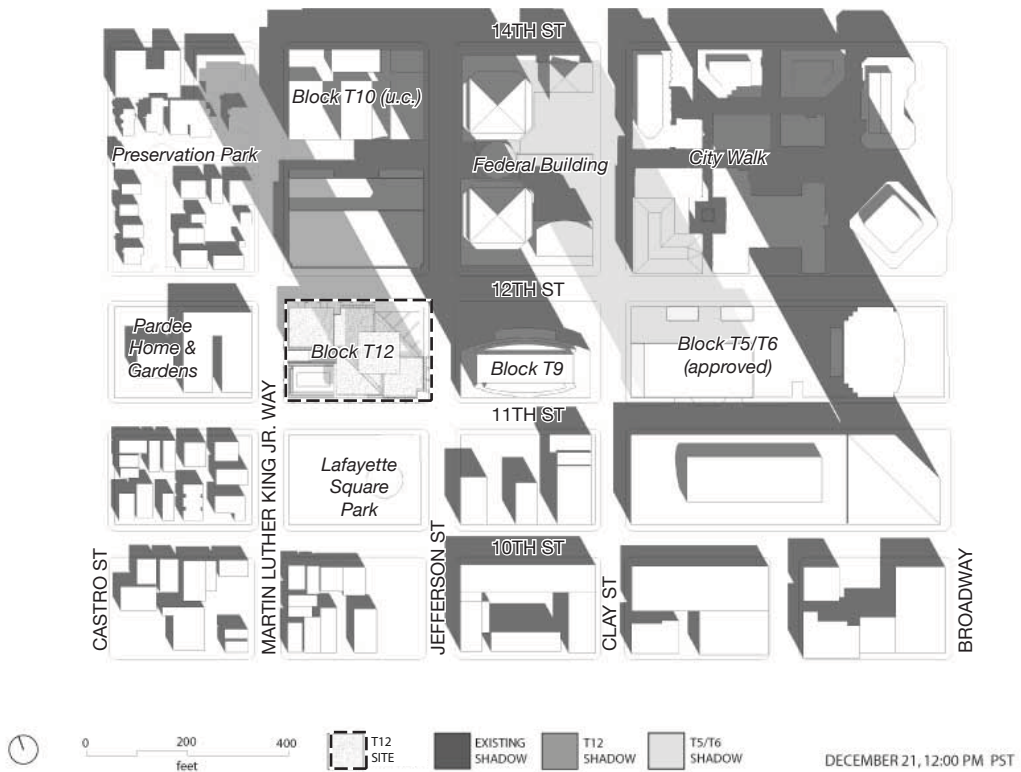 14TH ST
Block T10 (u.c.)
Preservation Park
Federal Building
City Walk
12TH ST
Pardee
Home &
Gardens
Block T12
Block T9
Block T5/T6
(approved)
11TH ST
Lafayette
Square
Park
10TH ST
CASTRO ST
MARTIN LUTHER KING JR. WAY
JEFFERSON ST
CLAY ST
BROADWAY
0 200 400
feet
T12
SITE
EXISTING
SHADOW
T12
SHADOW
T5/T6
SHADOW
DECEMBER 21, 12:00 PM PST